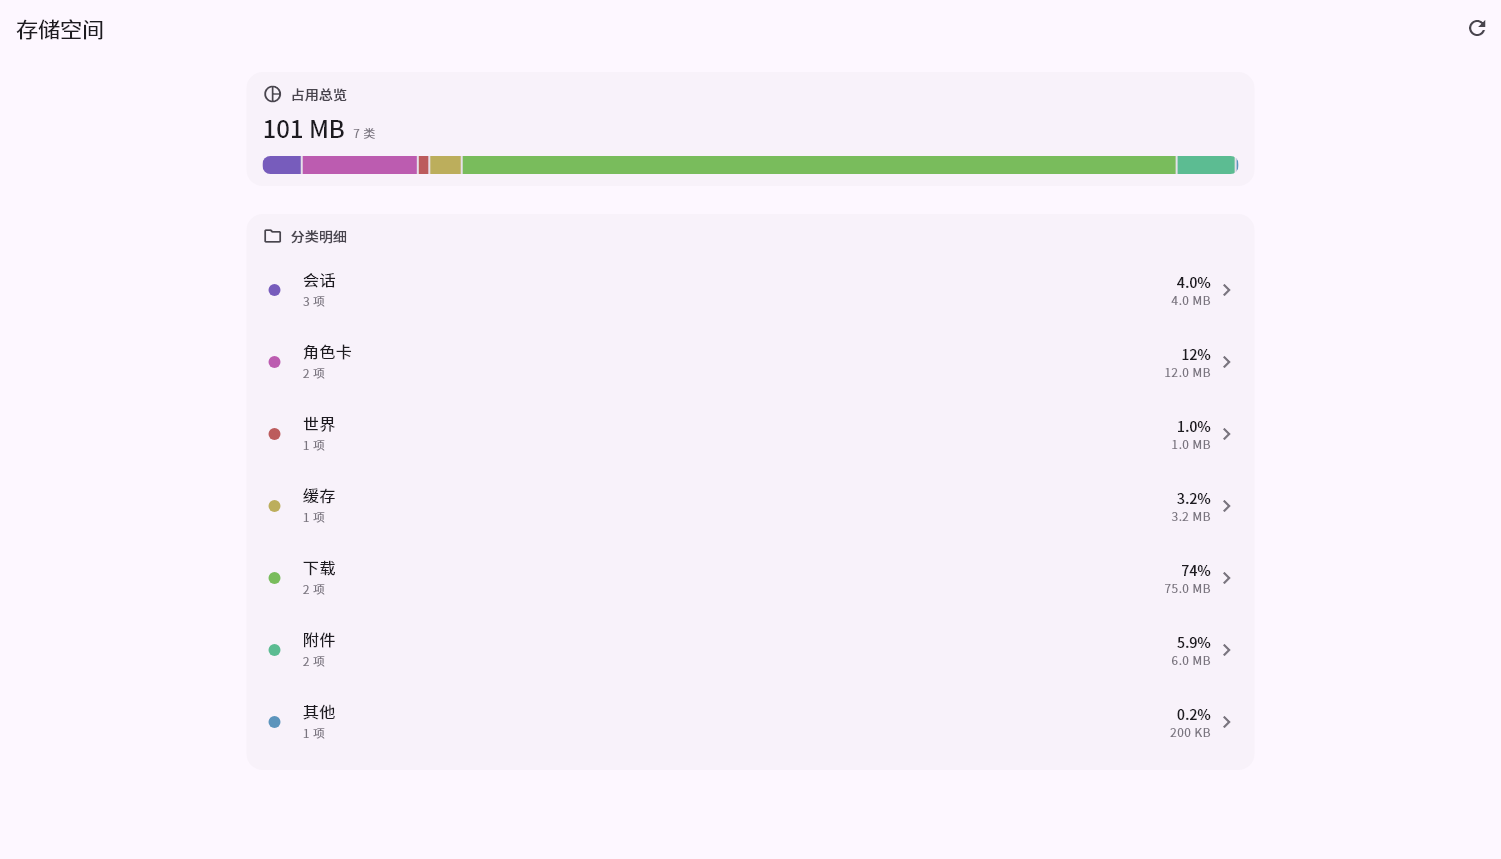 存储空间
占用总览
101 MB 7 类
分类明细
会话
3 项
4.0%
4.0 MB
角色卡
2 项
12%
12.0 MB
世界
1 项
1.0%
1.0 MB
缓存
1 项
3.2%
3.2 MB
下载
2 项
74%
75.0 MB
附件
2 项
5.9%
6.0 MB
其他
1 项
0.2%
200 KB